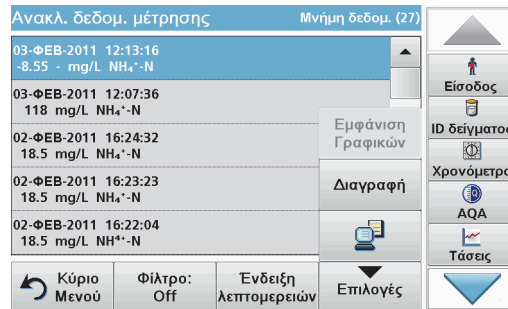 Ανακλ. δεδομ. μέτρησης
Μνήμη δεδομ. (27)
03-ΦΕΒ-2011 12:13:16
-8.55 - mg/L NH₄⁺-N
03-ΦΕΒ-2011 12:07:36
118 mg/L NH₄⁺-N
02-ΦΕΒ-2011 16:24:32
18.5 mg/L NH₄⁺-N
02-ΦΕΒ-2011 16:23:23
18.5 mg/L NH₄⁺-N
02-ΦΕΒ-2011 16:22:04
18.5 mg/L NH⁴⁺-N
Εμφάνιση
Γραφικών
Διαγραφή
Κύριο
Μενού
Φίλτρο:
Off
Ένδειξη
λεπτομερειών
Επιλογές
Είσοδος
ID δείγματος
Χρονόμετρο
AQA
Τάσεις